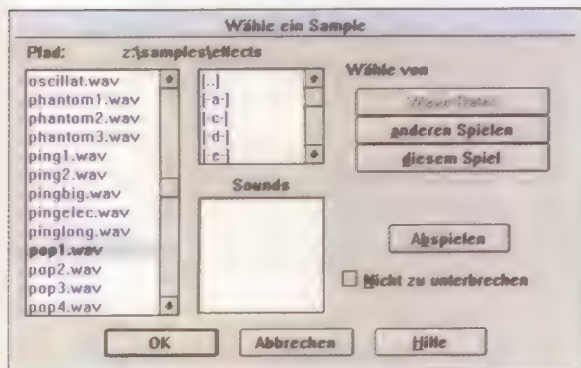 Wähle ein Sample
Pfad: z:\samples\effects
oscillat.wav
phantom1.wav
phantom2.wav
phantom3.wav
ping1.wav
ping2.wav
pingbig.wav
pingelec.wav
pinglong.wav
pop1.wav
pop2.wav
pop3.wav
pop4.wav
[..]
[-a-]
[-c-]
[-d-]
[-e-]
Sounds
Wähle von
Wave Datei
anderen Spielen
diesem Spiel
Abspielen
Nicht zu unterbrechen
OK
Abbrechen
Hilfe